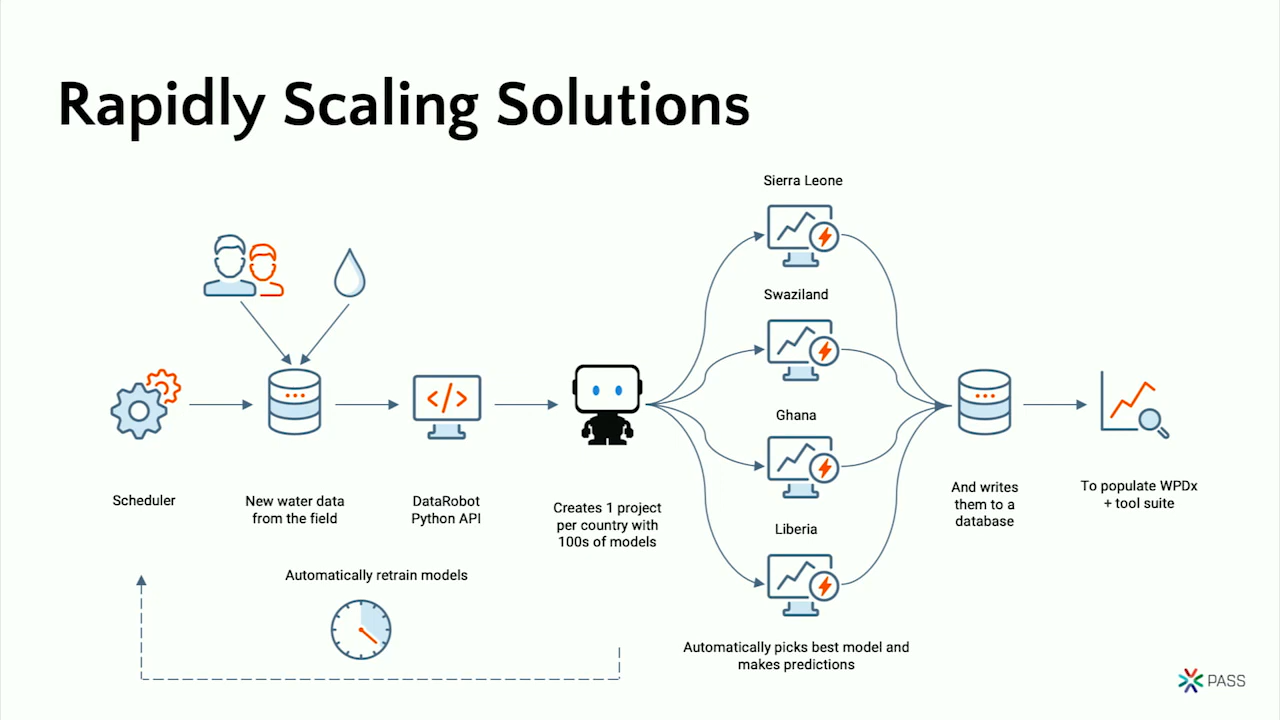 Rapidly Scaling Solutions
Sierra Leone
Swaziland
Ghana
Liberia
Scheduler
New water data
from the field
DataRobot
Python API
</>
Creates 1 project
per country with
100s of models
And writes
them to a
database
To populate WPDx
+ tool suite
Automatically retrain models
Automatically picks best model and
makes predictions
PASS